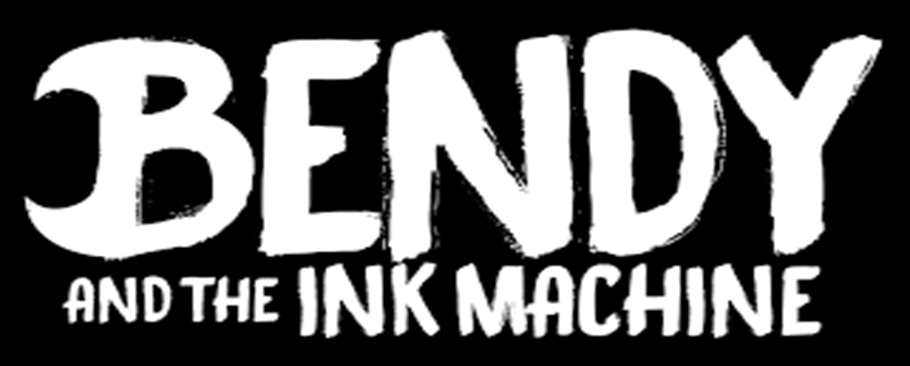 BENDY
AND THE INK MACHINE